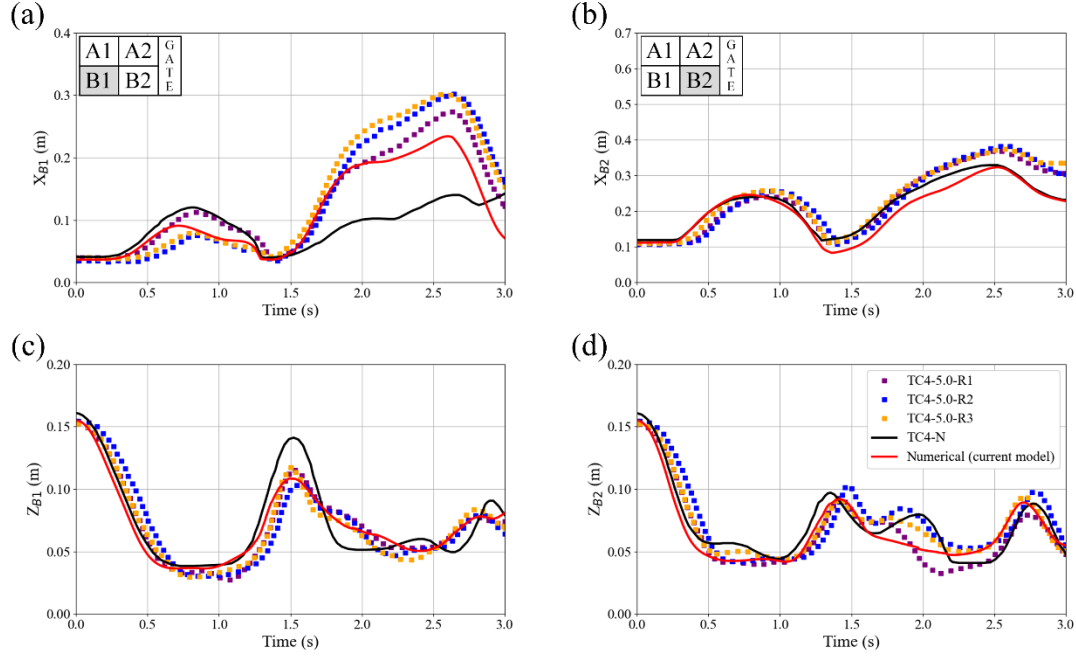 (a)
X_B1 (m)
0.4
0.3
0.2
0.1
0.0
A1 A2
B1 B2
GATE
0.0 0.5 1.0 1.5 2.0 2.5 3.0
Time (s)
(b)
X_B2 (m)
0.7
0.6
0.5
0.4
0.3
0.2
0.1
0.0
A1 A2
B1 B2
GATE
0.0 0.5 1.0 1.5 2.0 2.5 3.0
Time (s)
(c)
Z_B1 (m)
0.20
0.15
0.10
0.05
0.00
0.0 0.5 1.0 1.5 2.0 2.5 3.0
Time (s)
(d)
Z_B2 (m)
0.20
0.15
0.10
0.05
0.00
TC4-5.0-R1
TC4-5.0-R2
TC4-5.0-R3
TC4-N
Numerical (current model)
0.0 0.5 1.0 1.5 2.0 2.5 3.0
Time (s)